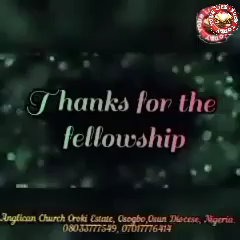 Thanks for the
fellowship
Anglican Church Oroki Estate, Osogbo,Osun Diocese, Nigeria.
08033777549, 07017776414